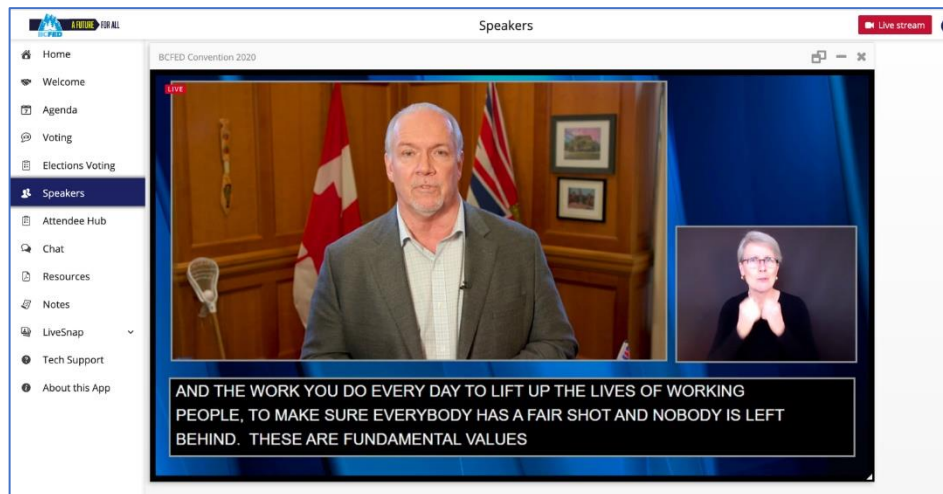 BCFED
A FUTURE FOR ALL
Speakers
Live stream
Home
Welcome
Agenda
Voting
Elections Voting
Speakers
Attendee Hub
Chat
Resources
Notes
LiveSnap
Tech Support
About this App
BCFED Convention 2020
LIVE
AND THE WORK YOU DO EVERY DAY TO LIFT UP THE LIVES OF WORKING
PEOPLE, TO MAKE SURE EVERYBODY HAS A FAIR SHOT AND NOBODY IS LEFT
BEHIND. THESE ARE FUNDAMENTAL VALUES